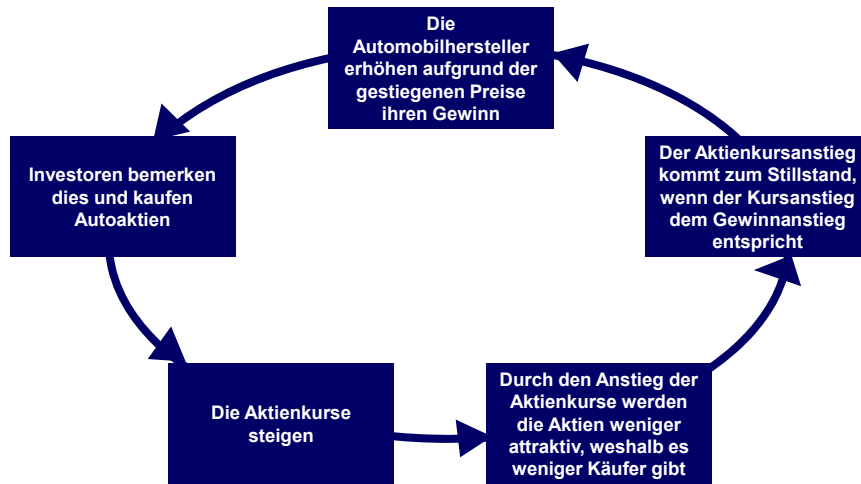 Die
Automobilhersteller
erhöhen aufgrund der
gestiegenen Preise
ihren Gewinn
Investoren bemerken
dies und kaufen
Autoaktien
Die Aktienkurse
steigen
Durch den Anstieg der
Aktienkurse werden
die Aktien weniger
attraktiv, weshalb es
weniger Käufer gibt
Der Aktienkursanstieg
kommt zum Stillstand,
wenn der Kursanstieg
dem Gewinnanstieg
entspricht